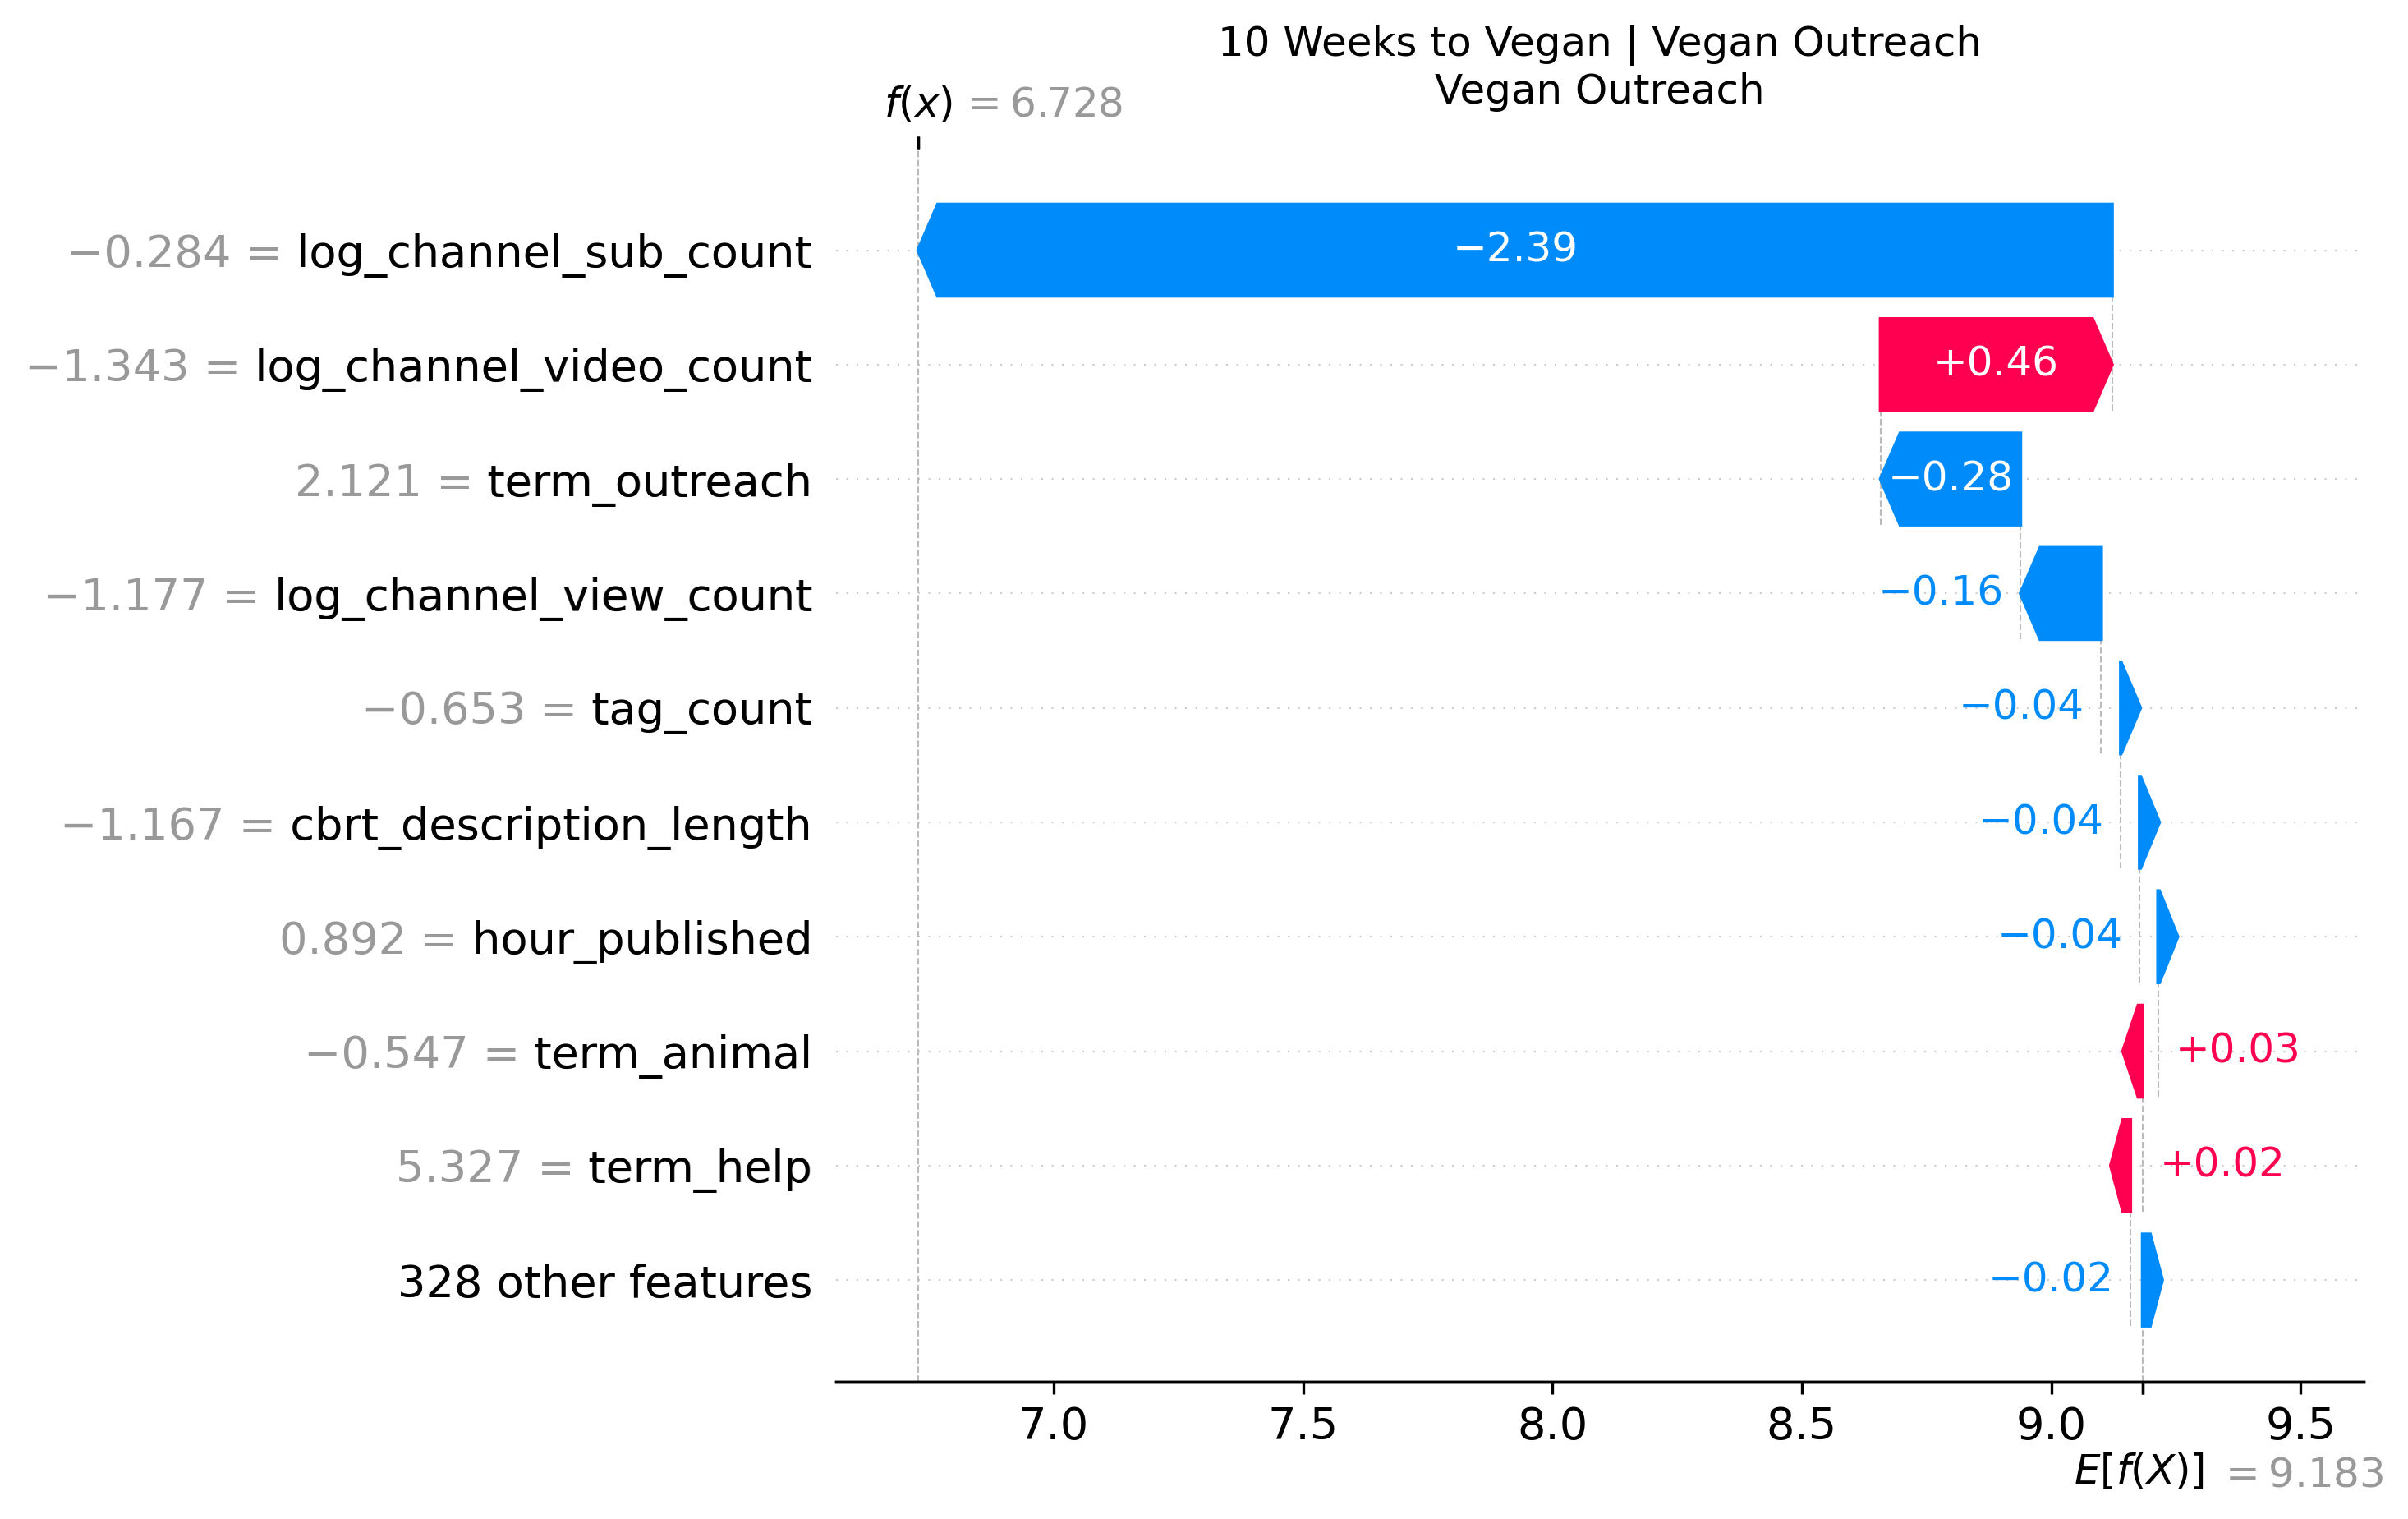 10 Weeks to Vegan | Vegan Outreach
Vegan Outreach
f(x) = 6.728
−0.284 = log_channel_sub_count −2.39
−1.343 = log_channel_video_count +0.46
2.121 = term_outreach −0.28
−1.177 = log_channel_view_count −0.16
−0.653 = tag_count −0.04
−1.167 = cbrt_description_length −0.04
0.892 = hour_published −0.04
−0.547 = term_animal +0.03
5.327 = term_help +0.02
328 other features −0.02
7.0 7.5 8.0 8.5 9.0 9.5
E[f(X)] = 9.183